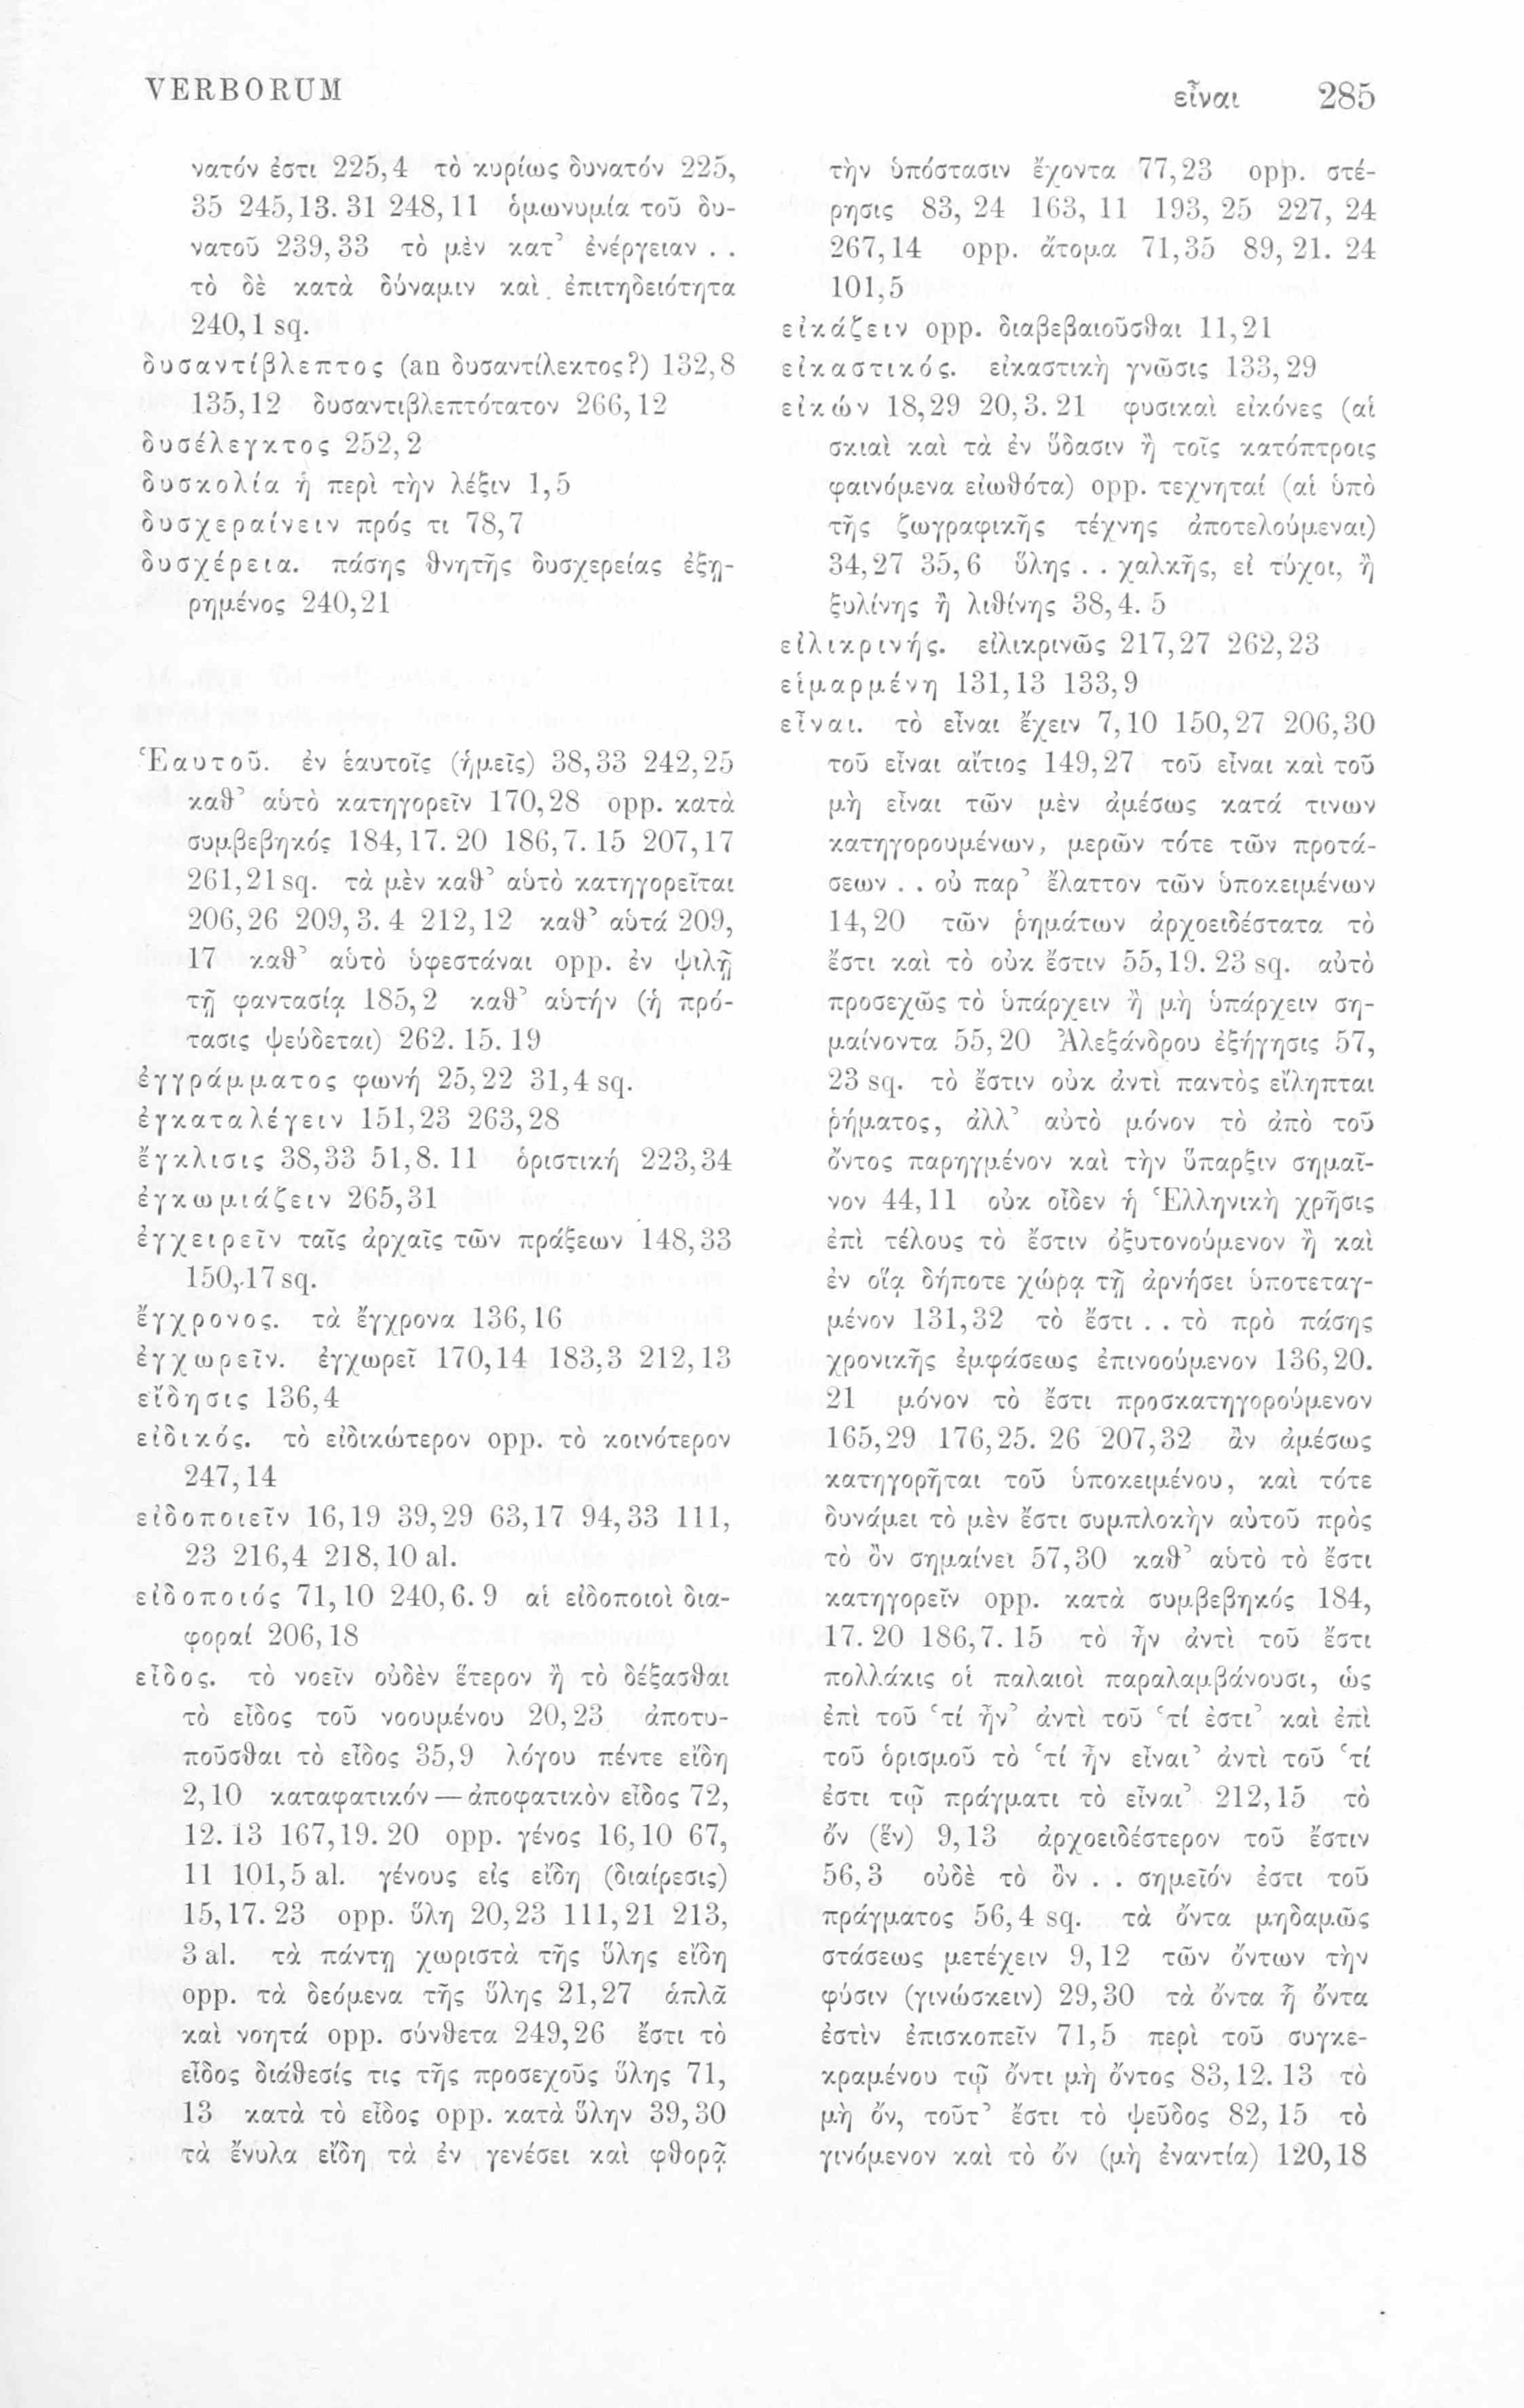 VERBORUM
εἶναι 285
νατόν ἐστι 225,4 τὸ κυρίως δυνατόν 225,
35 245,13. 31 248,11 ὁμωνυμία τοῦ δυ-
νατοῦ 239,33 τὸ μὲν κατ’ ἐνέργειαν . .
τὸ δὲ κατὰ δύναμιν καὶ ἐπιτηδειότητα
240,1 sq.
δυσαντίβλεπτος (an δυσαντίλεκτος?) 132,8
135,12 δυσαντιβλεπτότατον 266,12
δυσέλεγκτος 252,2
δυσκολία ἡ περὶ τὴν λέξιν 1,5
δυσχεραίνειν πρός τι 78,7
δυσχέρεια. πάσης θνητῆς δυσχερείας ἐξῃ-
ρημένος 240,21
Ἑαυτοῦ. ἐν ἑαυτοῖς (ἡμεῖς) 38,33 242,25
καθ’ αὑτὸ κατηγορεῖν 170,28 opp. κατὰ
συμβεβηκός 184,17. 20 186,7. 15 207,17
261,21 sq. τὰ μὲν καθ’ αὑτὸ κατηγορεῖται
206,26 209,3. 4 212,12 καθ’ αὑτά 209,
17 καθ’ αὑτὸ ὑφεστάναι opp. ἐν ψιλῇ
τῇ φαντασίᾳ 185,2 καθ’ αὑτήν (ἡ πρό-
τασις ψεύδεται) 262. 15. 19
ἐγγράμματος φωνή 25,22 31,4 sq.
ἐγκαταλέγειν 151,23 263,28
ἔγκλισις 38,33 51,8. 11 ὁριστική 223,34
ἐγκωμιάζειν 265,31
ἐγχειρεῖν ταῖς ἀρχαῖς τῶν πράξεων 148,33
150,17 sq.
ἔγχρονος. τὰ ἔγχρονα 136,16
ἐγχωρεῖν. ἐγχωρεῖ 170,14 183,3 212,13
εἴδησις 136,4
εἰδικός. τὸ εἰδικώτερον opp. τὸ κοινότερον
247,14
εἰδοποιεῖν 16,19 39,29 63,17 94,33 111,
23 216,4 218,10 al.
εἰδοποιός 71,10 240,6. 9 αἱ εἰδοποιοὶ δια-
φοραί 206,18
εἶδος. τὸ νοεῖν οὐδὲν ἕτερον ἢ τὸ δέξασθαι
τὸ εἶδος τοῦ νοουμένου 20,23 ἀποτυ-
ποῦσθαι τὸ εἶδος 35,9 λόγου πέντε εἴδη
2,10 καταφατικόν — ἀποφατικὸν εἶδος 72,
12. 13 167,19. 20 opp. γένος 16,10 67,
11 101,5 al. γένους εἰς εἴδη (διαίρεσις)
15,17. 23 opp. ὕλη 20,23 111,21 213,
3 al. τὰ πάντῃ χωριστὰ τῆς ὕλης εἴδη
opp. τὰ δεόμενα τῆς ὕλης 21,27 ἁπλᾶ
καὶ νοητά opp. σύνθετα 249,26 ἔστι τὸ
εἶδος διάθεσίς τις τῆς προσεχοῦς ὕλης 71,
13 κατὰ τὸ εἶδος opp. κατὰ ὕλην 39,30
τὰ ἔνυλα εἴδη τὰ ἐν γενέσει καὶ φθορᾷ
τὴν ὑπόστασιν ἔχοντα 77,23 opp. στέ-
ρησις 83, 24 163, 11 193, 25 227, 24
267,14 opp. ἄτομα 71,35 89, 21. 24
101,5
εἰκάζειν opp. διαβεβαιοῦσθαι 11,21
εἰκαστικός. εἰκαστικὴ γνῶσις 133,29
εἰκών 18,29 20,3. 21 φυσικαὶ εἰκόνες (αἱ
σκιαὶ καὶ τὰ ἐν ὕδασιν ἢ τοῖς κατόπτροις
φαινόμενα εἰωθότα) opp. τεχνηταί (αἱ ὑπὸ
τῆς ζωγραφικῆς τέχνης ἀποτελούμεναι)
34,27 35,6 ὕλης . . χαλκῆς, εἰ τύχοι, ἢ
ξυλίνης ἢ λιθίνης 38,4. 5
εἰλικρινής. εἰλικρινῶς 217,27 262,23
εἱμαρμένη 131,13 133,9
εἶναι. τὸ εἶναι ἔχειν 7,10 150,27 206,30
τοῦ εἶναι αἴτιος 149,27 τοῦ εἶναι καὶ τοῦ
μὴ εἶναι τῶν μὲν ἀμέσως κατά τινων
κατηγορουμένων, μερῶν τότε τῶν προτά-
σεων . . οὐ παρ’ ἔλαττον τῶν ὑποκειμένων
14,20 τῶν ῥημάτων ἀρχοειδέστατα τὸ
ἔστι καὶ τὸ οὐκ ἔστιν 55,19. 23 sq. αὐτὸ
προσεχῶς τὸ ὑπάρχειν ἢ μὴ ὑπάρχειν ση-
μαίνοντα 55,20 Ἀλεξάνδρου ἐξήγησις 57,
23 sq. τὸ ἔστιν οὐκ ἀντὶ παντὸς εἴληπται
ῥήματος, ἀλλ’ αὐτὸ μόνον τὸ ἀπὸ τοῦ
ὄντος παρηγμένον καὶ τὴν ὕπαρξιν σημαῖ-
νον 44,11 οὐκ οἶδεν ἡ Ἑλληνικὴ χρῆσις
ἐπὶ τέλους τὸ ἔστιν ὀξυτονούμενον ἢ καὶ
ἐν οἵᾳ δήποτε χώρᾳ τῇ ἀρνήσει ὑποτεταγ-
μένον 131,32 τὸ ἔστι . . τὸ πρὸ πάσης
χρονικῆς ἐμφάσεως ἐπινοούμενον 136,20.
21 μόνον τὸ ἔστι προσκατηγορούμενον
165,29 176,25. 26 207,32 ἂν ἀμέσως
κατηγορῆται τοῦ ὑποκειμένου, καὶ τότε
δυνάμει τὸ μὲν ἔστι συμπλοκὴν αὐτοῦ πρὸς
τὸ ὂν σημαίνει 57,30 καθ’ αὑτὸ τὸ ἔστι
κατηγορεῖν opp. κατὰ συμβεβηκός 184,
17. 20 186,7. 15 τὸ ἦν ἀντὶ τοῦ ἔστι
πολλάκις οἱ παλαιοὶ παραλαμβάνουσι, ὡς
ἐπὶ τοῦ ‘τί ἦν’ ἀντὶ τοῦ ‘τί ἐστι’ καὶ ἐπὶ
τοῦ ὁρισμοῦ τὸ ‘τί ἦν εἶναι’ ἀντὶ τοῦ ‘τί
ἐστι τῷ πράγματι τὸ εἶναι’ 212,15 τὸ
ὄν (ἕν) 9,13 ἀρχοειδέστερον τοῦ ἔστιν
56,3 οὐδὲ τὸ ὂν . . σημεῖόν ἐστι τοῦ
πράγματος 56,4 sq. τὰ ὄντα μηδαμῶς
στάσεως μετέχειν 9,12 τῶν ὄντων τὴν
φύσιν (γινώσκειν) 29,30 τὰ ὄντα ᾗ ὄντα
ἐστὶν ἐπισκοπεῖν 71,5 περὶ τοῦ συγκε-
κραμένου τῷ ὄντι μὴ ὄντος 83,12. 13 τὸ
μὴ ὄν, τοῦτ’ ἔστι τὸ ψεῦδος 82, 15 τὸ
γινόμενον καὶ τὸ ὄν (μὴ ἐναντία) 120,18